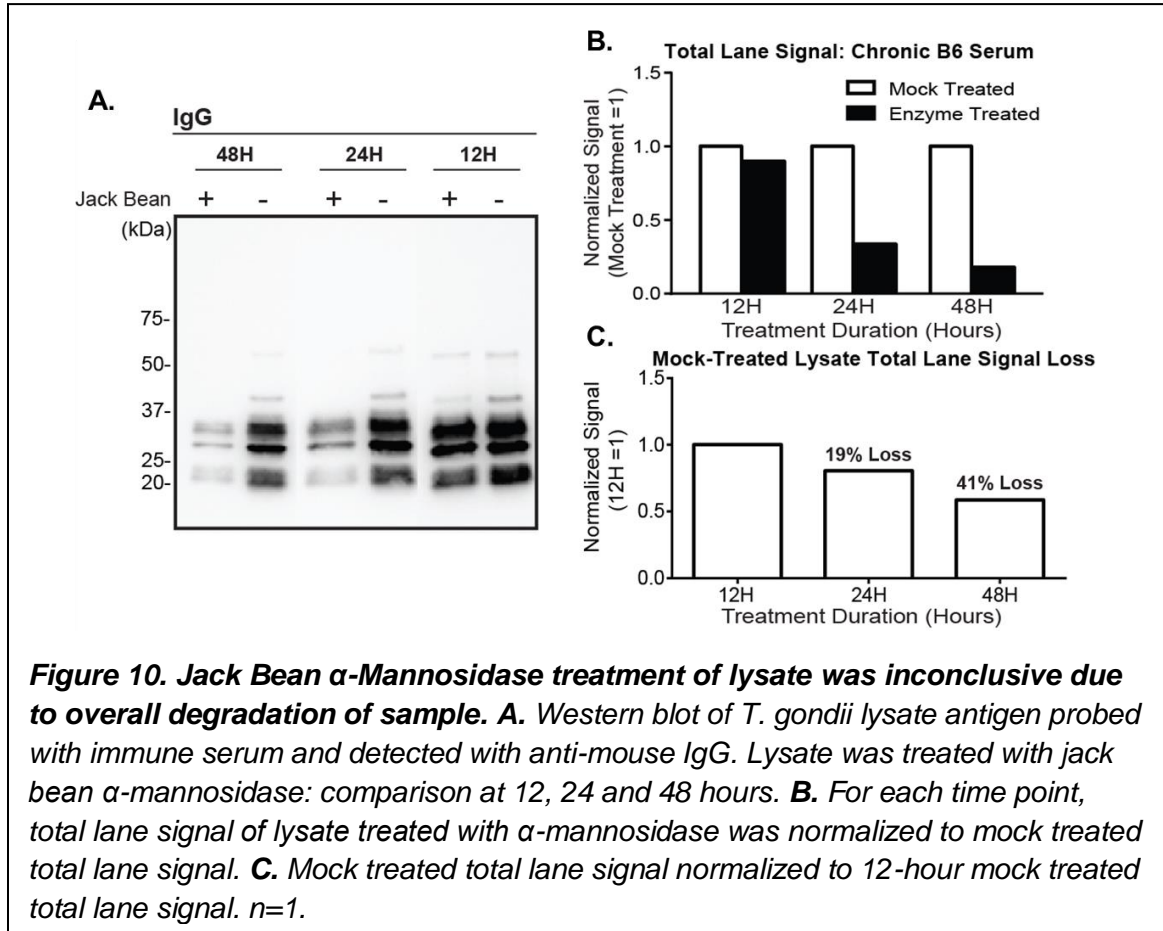 A.
IgG
48H 24H 12H
Jack Bean + - + - + -
(kDa)
75-
50-
37-
25-
20-
B.
Total Lane Signal: Chronic B6 Serum
Mock Treated
Enzyme Treated
Normalized Signal
(Mock Treatment =1)
1.5
1.0
0.5
0.0
12H 24H 48H
Treatment Duration (Hours)
C.
Mock-Treated Lysate Total Lane Signal Loss
Normalized Signal
(12H =1)
1.5
1.0
0.5
0.0
19% Loss
41% Loss
12H 24H 48H
Treatment Duration (Hours)
Figure 10. Jack Bean α-Mannosidase treatment of lysate was inconclusive due
to overall degradation of sample. A. Western blot of T. gondii lysate antigen probed
with immune serum and detected with anti-mouse IgG. Lysate was treated with jack
bean α-mannosidase: comparison at 12, 24 and 48 hours. B. For each time point,
total lane signal of lysate treated with α-mannosidase was normalized to mock treated
total lane signal. C. Mock treated total lane signal normalized to 12-hour mock treated
total lane signal. n=1.